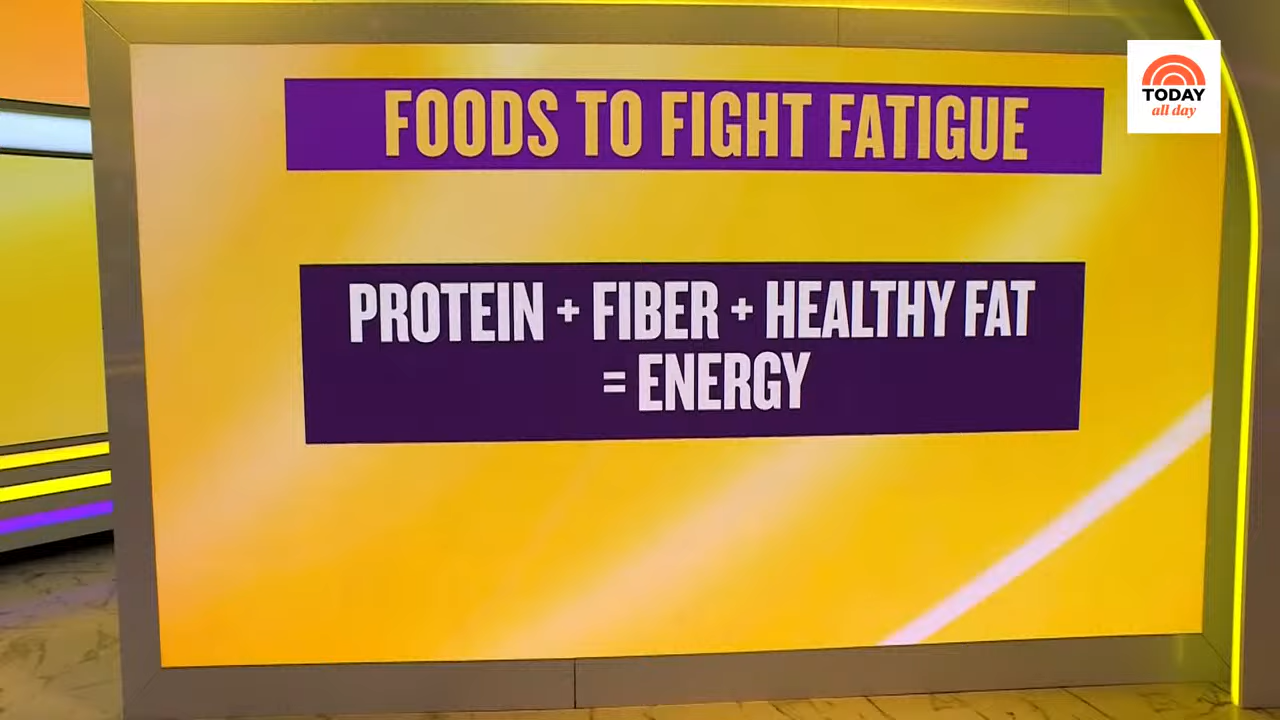 FOODS TO FIGHT FATIGUE
TODAY
all day
PROTEIN + FIBER + HEALTHY FAT
= ENERGY